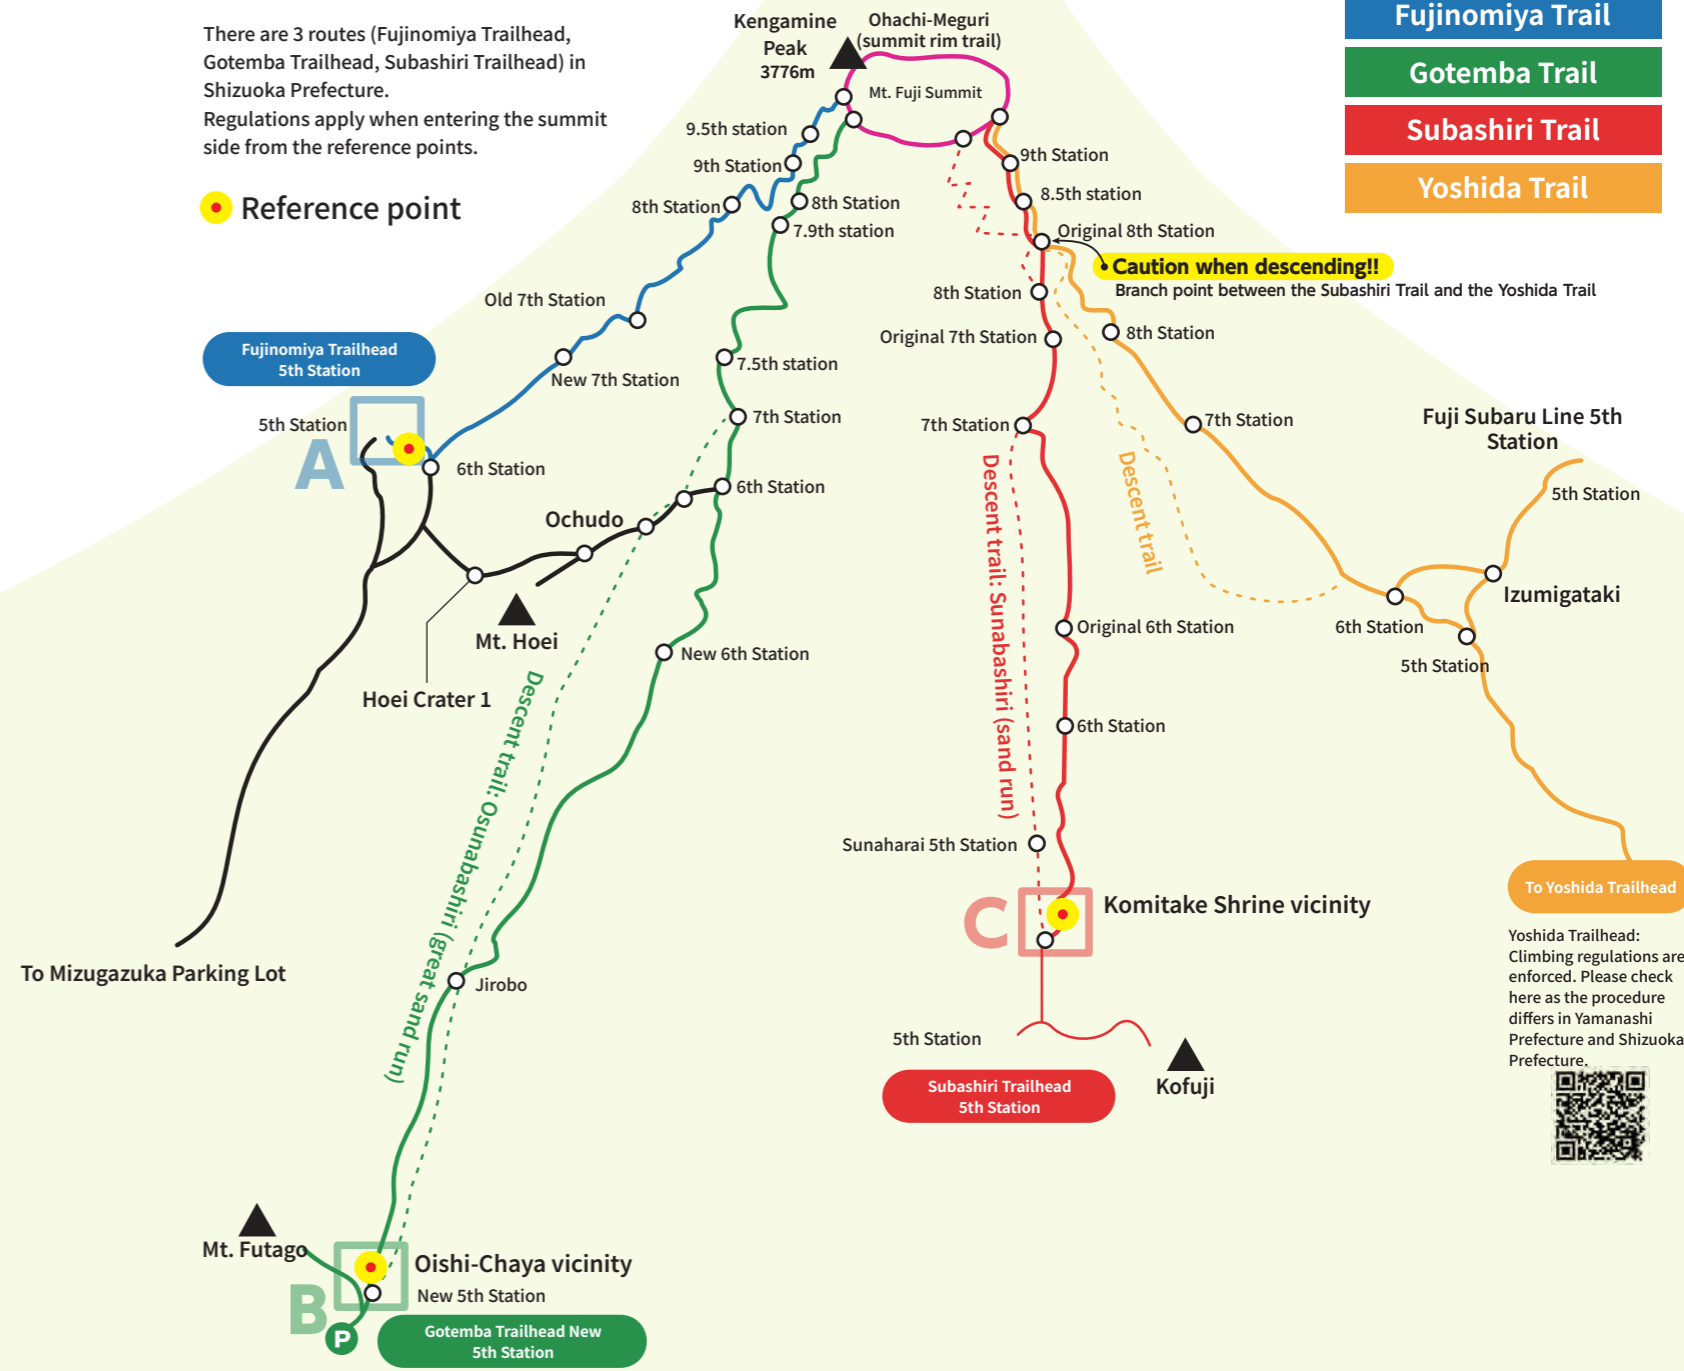 There are 3 routes (Fujinomiya Trailhead,
Gotemba Trailhead, Subashiri Trailhead) in
Shizuoka Prefecture.
Regulations apply when entering the summit
side from the reference points.
Reference point
Kengamine
Peak
3776m
Ohachi-Meguri
(summit rim trail)
Mt. Fuji Summit
Fujinomiya Trail
Gotemba Trail
Subashiri Trail
Yoshida Trail
9.5th station
9th Station
8th Station
Old 7th Station
New 7th Station
Fujinomiya Trailhead
5th Station
5th Station
A
6th Station
8th Station
7.9th station
7.5th station
7th Station
6th Station
Ochudo
Mt. Hoei
Hoei Crater 1
New 6th Station
Descent trail: Osunabashiri (great sand run)
To Mizugazuka Parking Lot
Jirobo
Mt. Futago
Oishi-Chaya vicinity
New 5th Station
B
P
Gotemba Trailhead New
5th Station
9th Station
8.5th station
Original 8th Station
Caution when descending!!
Branch point between the Subashiri Trail and the Yoshida Trail
8th Station
Original 7th Station
7th Station
Descent trail: Sunabashiri (sand run)
Original 6th Station
6th Station
Sunaharai 5th Station
C
Komitake Shrine vicinity
5th Station
Subashiri Trailhead
5th Station
Kofuji
8th Station
7th Station
Descent trail
Fuji Subaru Line 5th
Station
5th Station
Izumigataki
6th Station
5th Station
To Yoshida Trailhead
Yoshida Trailhead:
Climbing regulations are
enforced. Please check
here as the procedure
differs in Yamanashi
Prefecture and Shizuoka
Prefecture.